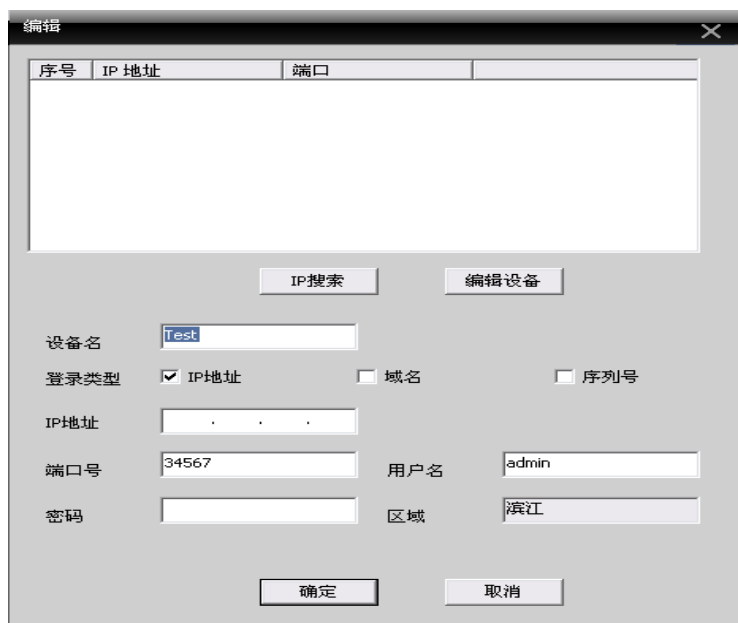 编辑
序号 IP 地址 端口
IP搜索 编辑设备
设备名 Test
登录类型 IP地址 域名 序列号
IP地址 . . .
端口号 34567 用户名 admin
密码 区域 滨江
确定 取消